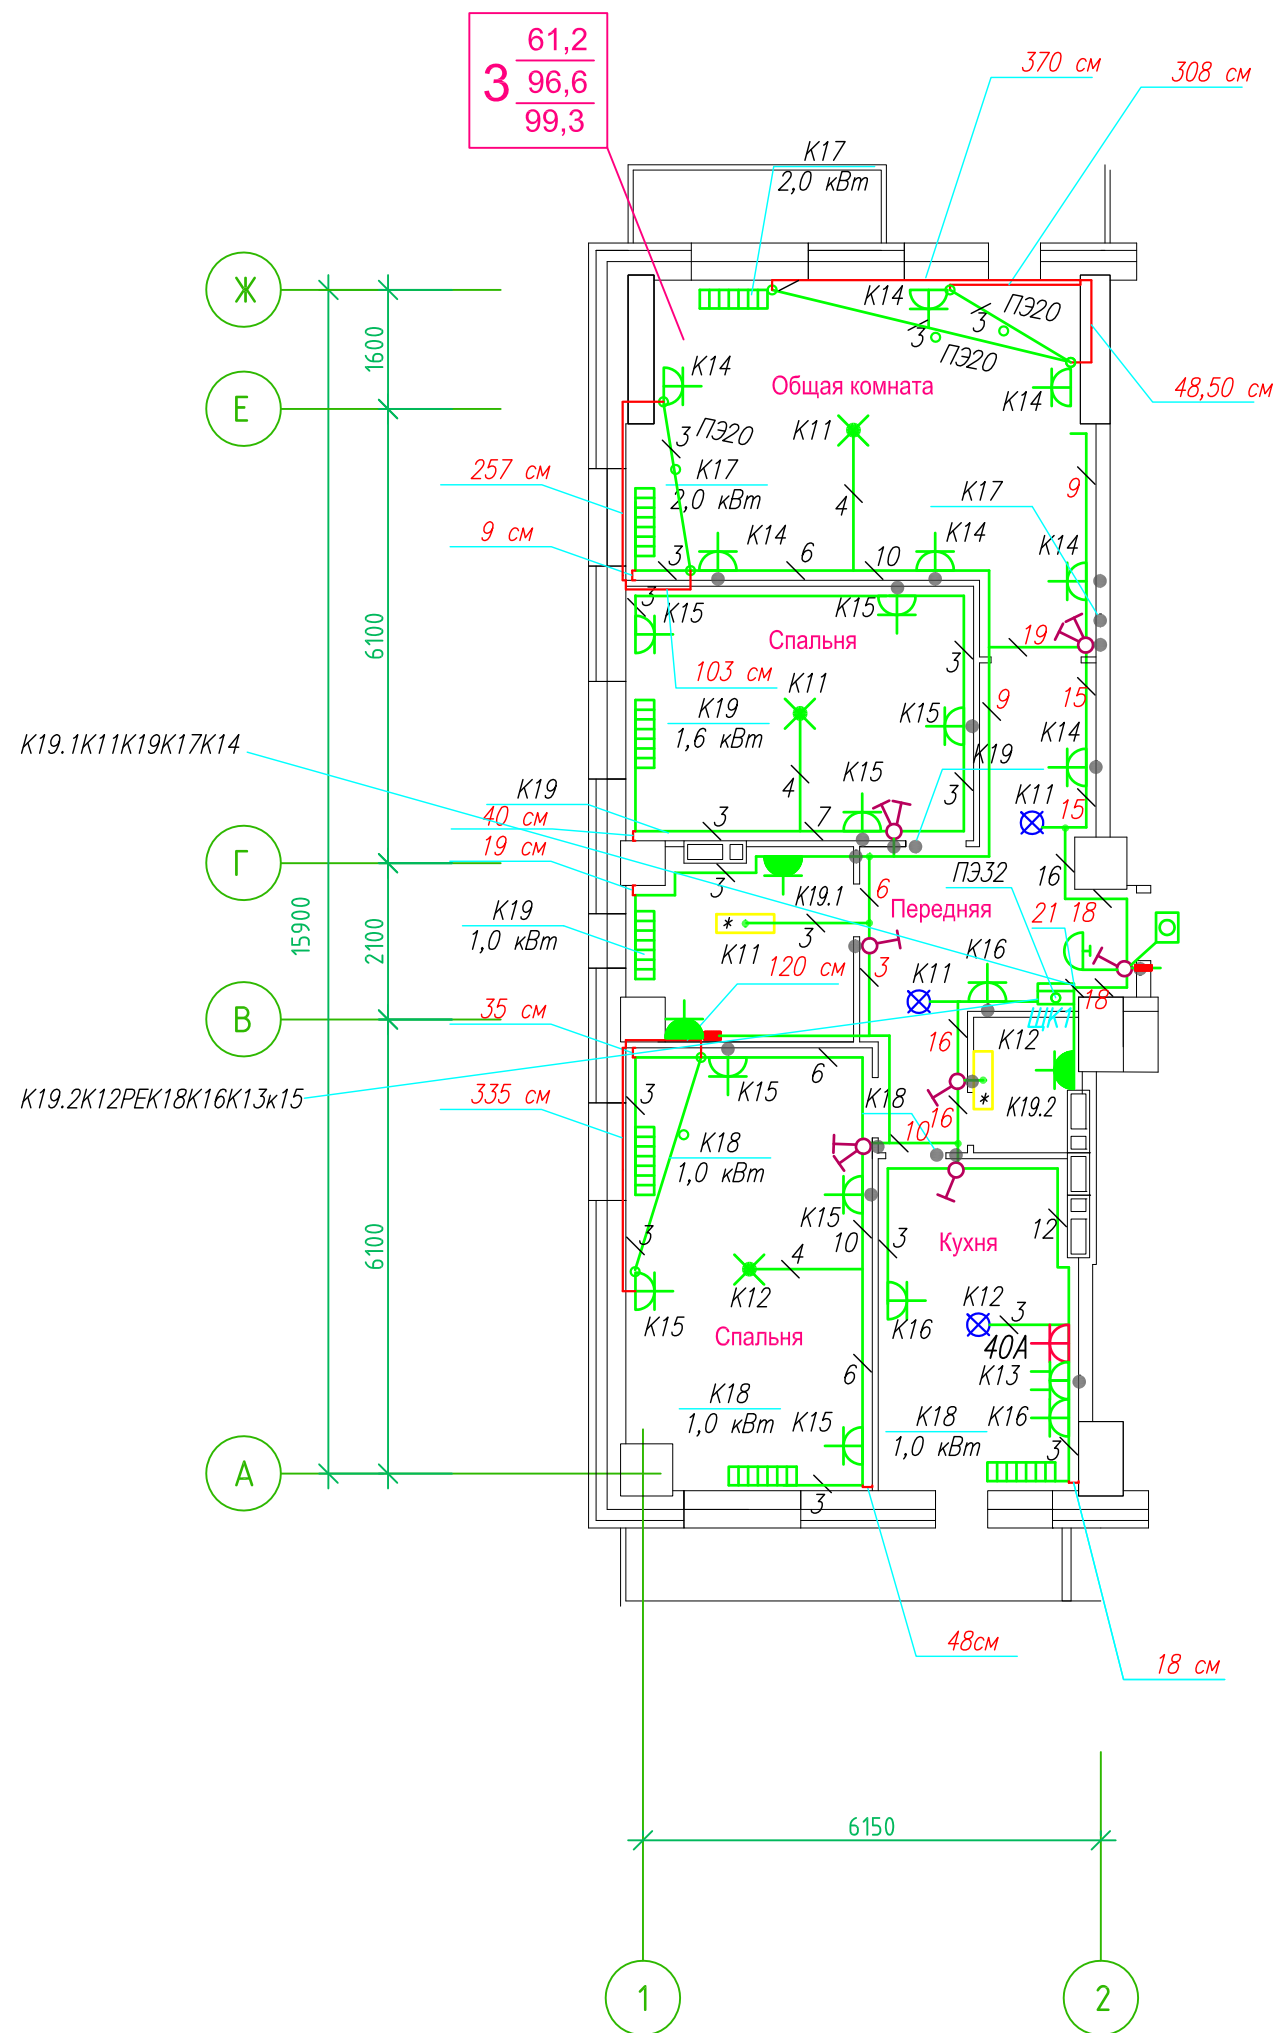 61,2
3
96,6
99,3
370 см
308 см
К17
2,0 кВт
К14
3
ПЭ20
3
ПЭ20
Ж
1600
К14
Общая комната
К14
48,50 см
Е
К11
3
ПЭ20
257 см
К17
2,0 кВт
4
9
К17
9 см
3
К14
6
10
К14
К14
3
К15
К15
19
6100
Спальня
3
103 см
К11
9
15
К19
1,6 кВт
К15
К14
К19.1К11К19К17К14
К19
4
К15
3
К19
К11
15
40 см
3
7
19 см
Г
3
16
ПЭ32
15900
К19
1,0 кВт
К19.1
6
Передняя
21
18
2100
*
3
К11
120 см
3
К11
К16
18
В
35 см
ЩК1
16
К12
6
К15
К19.2К12РЕК18К16К13к15
335 см
3
К18
16
*
К19.2
К18
1,0 кВт
10
К15
12
6100
3
10
3
Кухня
4
К12
К15
К16
К12
3
Спальня
40А
6
К13
К18
1,0 кВт
К15
К18
1,0 кВт
К16
3
А
3
48см
18 см
6150
1
2